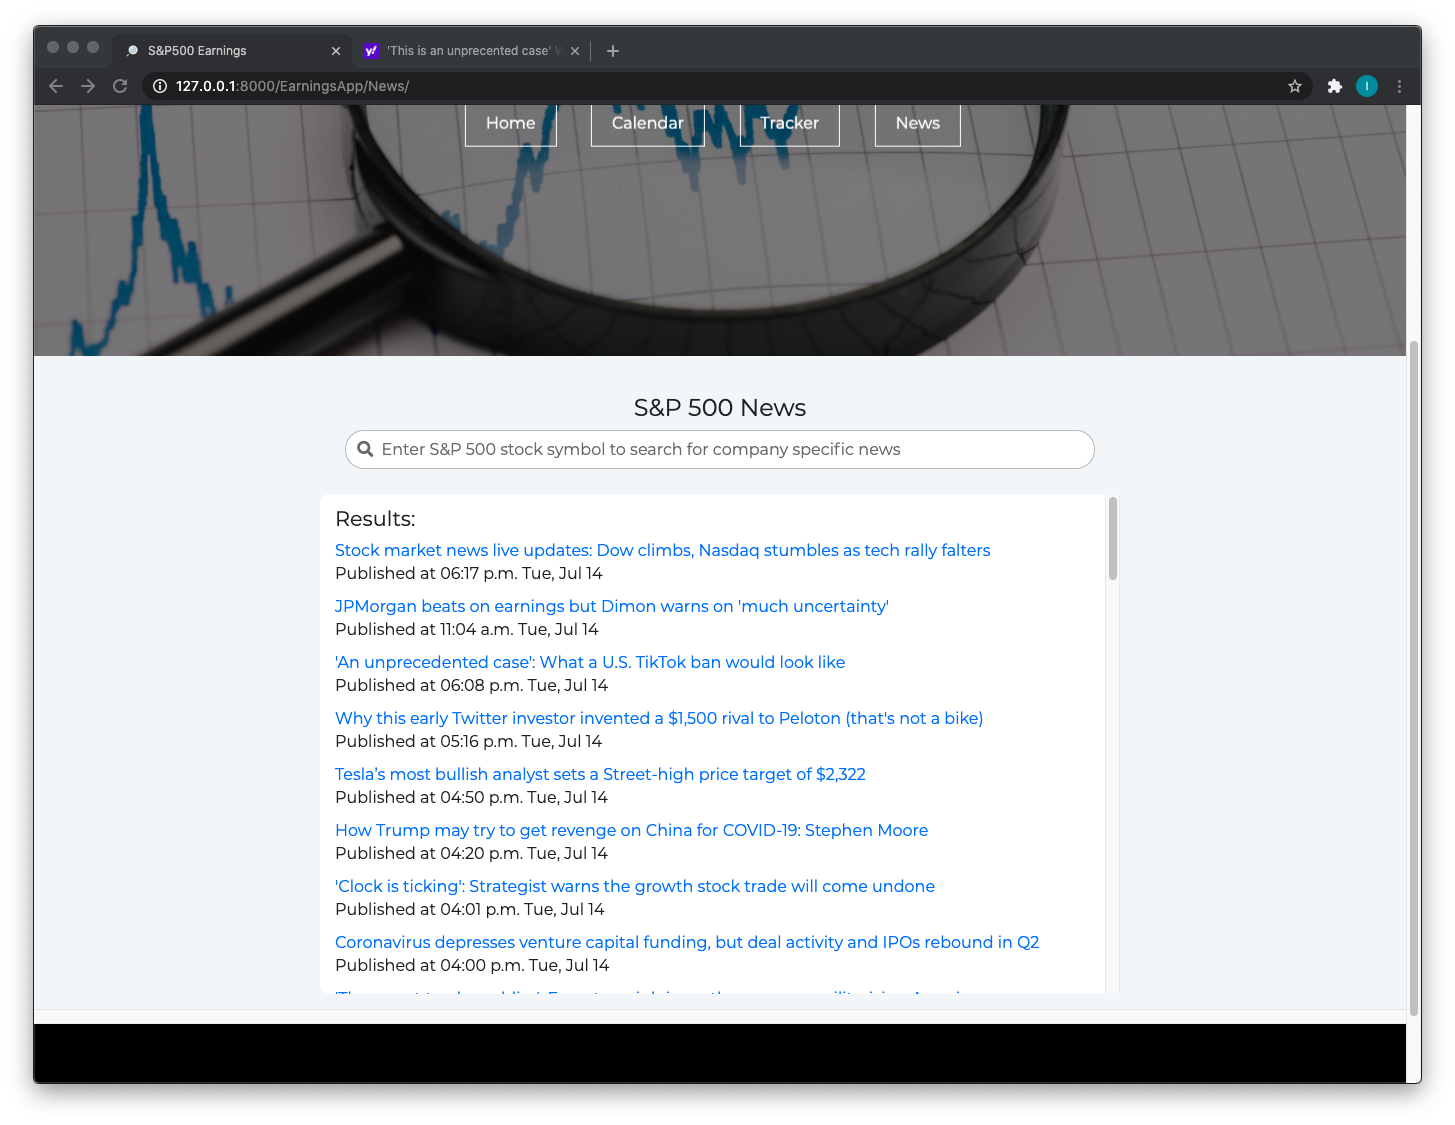 S&P500 Earnings
'This is an unprecented case'
127.0.0.1:8000/EarningsApp/News/
I
Home
Calendar
Tracker
News
S&P 500 News
Enter S&P 500 stock symbol to search for company specific news
Results:
Stock market news live updates: Dow climbs, Nasdaq stumbles as tech rally falters
Published at 06:17 p.m. Tue, Jul 14
JPMorgan beats on earnings but Dimon warns on 'much uncertainty'
Published at 11:04 a.m. Tue, Jul 14
'An unprecedented case': What a U.S. TikTok ban would look like
Published at 06:08 p.m. Tue, Jul 14
Why this early Twitter investor invented a $1,500 rival to Peloton (that's not a bike)
Published at 05:16 p.m. Tue, Jul 14
Tesla’s most bullish analyst sets a Street-high price target of $2,322
Published at 04:50 p.m. Tue, Jul 14
How Trump may try to get revenge on China for COVID-19: Stephen Moore
Published at 04:20 p.m. Tue, Jul 14
'Clock is ticking': Strategist warns the growth stock trade will come undone
Published at 04:01 p.m. Tue, Jul 14
Coronavirus depresses venture capital funding, but deal activity and IPOs rebound in Q2
Published at 04:00 p.m. Tue, Jul 14